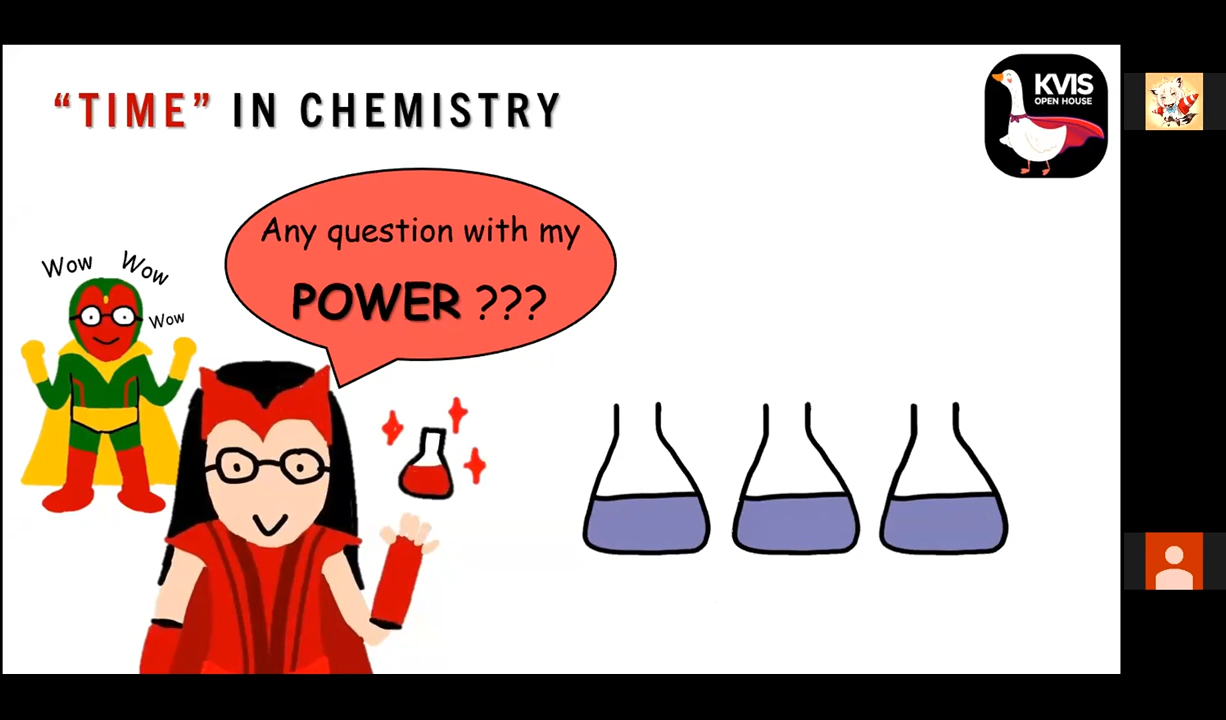 “TIME” IN CHEMISTRY
KVIS
OPEN HOUSE
Any question with my
POWER ???
Wow Wow
Wow